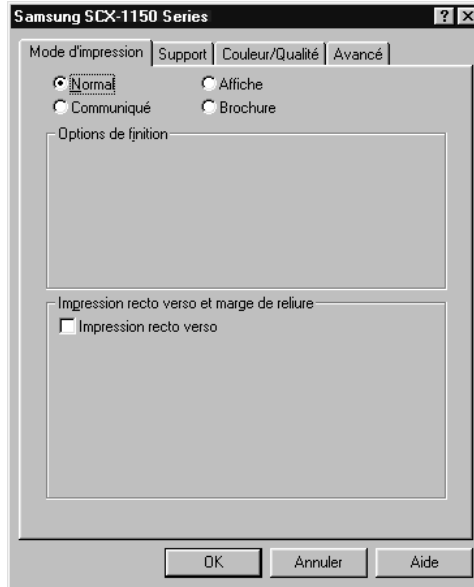 Samsung SCX-1150 Series
Mode d'impression Support Couleur/Qualité Avancé
Normal Affiche
Communiqué Brochure
Options de finition
Impression recto verso et marge de reliure
Impression recto verso
OK Annuler Aide